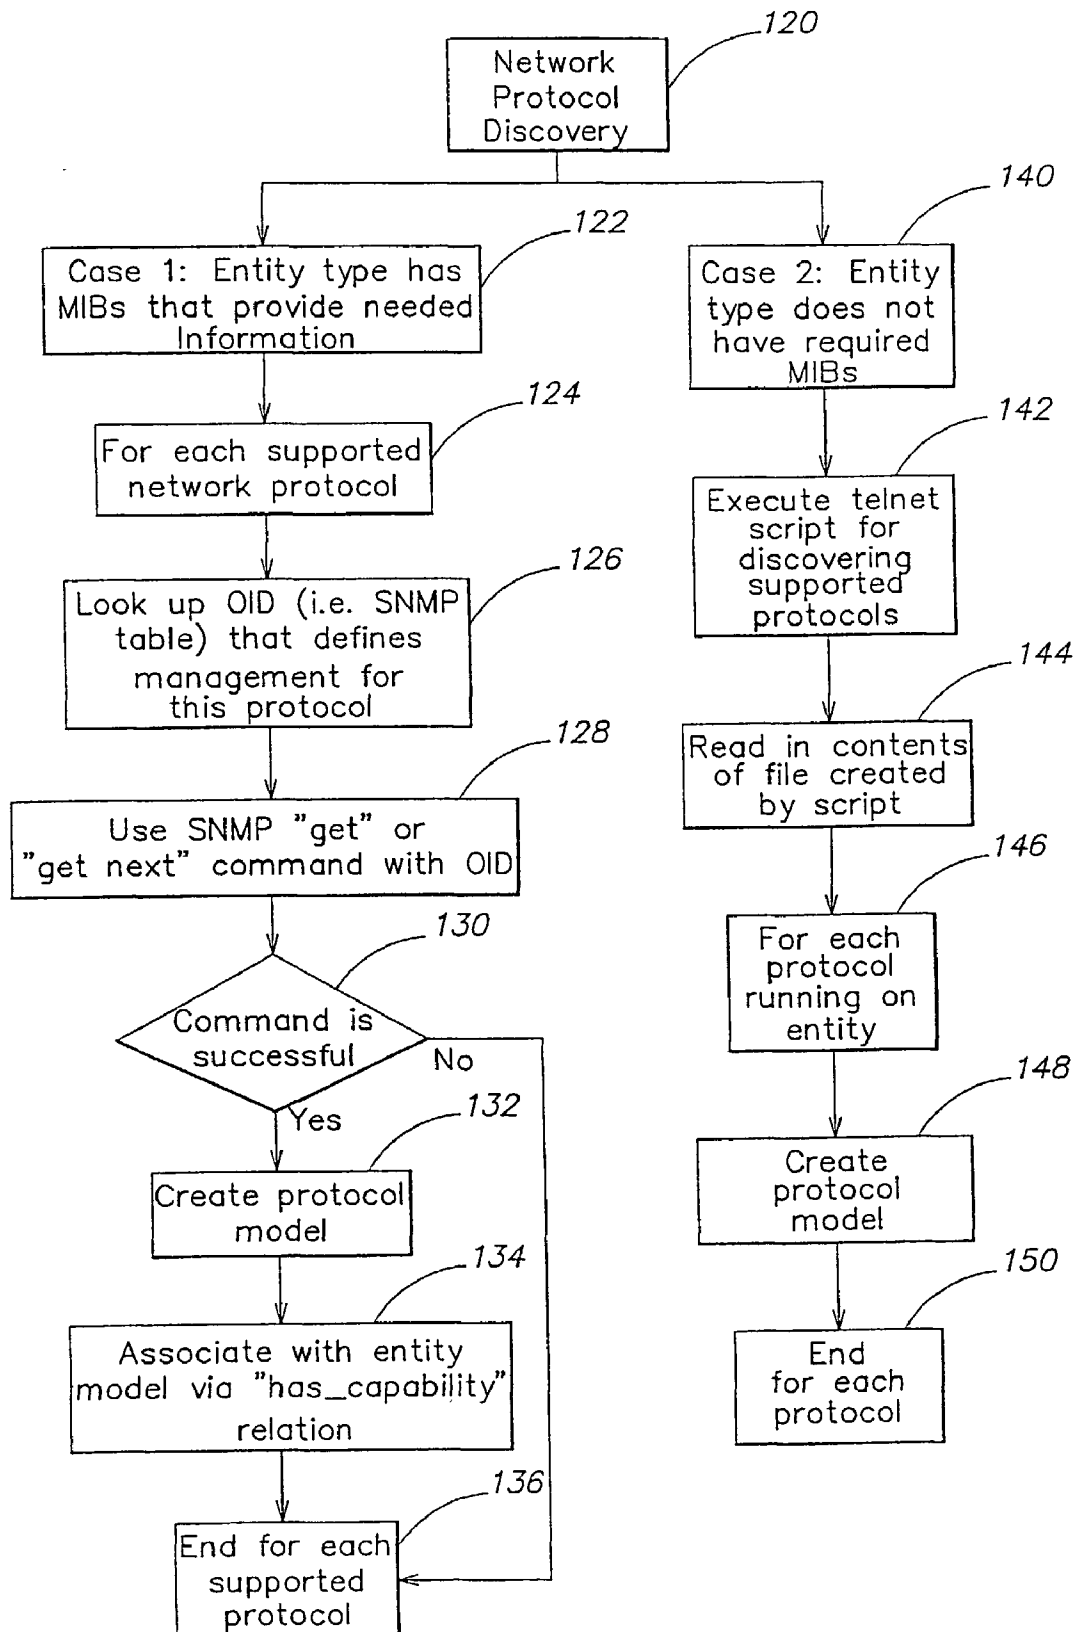 120
Network
Protocol
Discovery
122
Case 1: Entity type has
MIBs that provide needed
Information
124
For each supported
network protocol
126
Look up OID (i.e. SNMP
table) that defines
management for
this protocol
128
Use SNMP "get" or
"get next" command with OID
130
Command is
successful
No
Yes
132
Create protocol
model
134
Associate with entity
model via "has_capability"
relation
136
End for each
supported
protocol
140
Case 2: Entity
type does not
have required
MIBs
142
Execute telnet
script for
discovering
supported
protocols
144
Read in contents
of file created
by script
146
For each
protocol
running on
entity
148
Create
protocol
model
150
End
for each
protocol